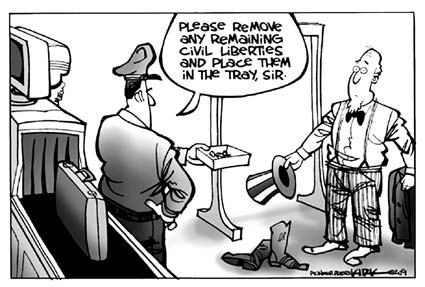 PLEASE REMOVE
ANY REMAINING
CIVIL LIBERTIES
AND PLACE THEM
IN THE TRAY, SIR.